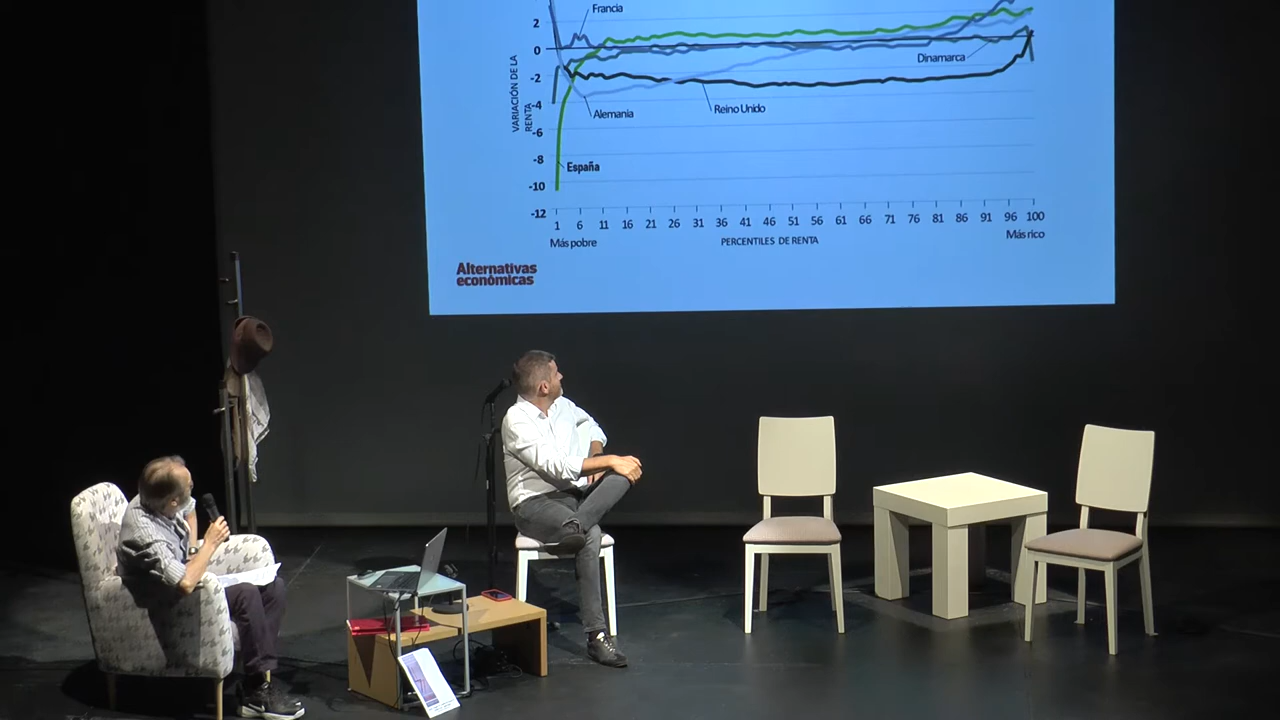 Francia
2
0
-2
-4
-6
-8
-10
-12
VARIACIÓN DE LA
RENTA
Dinamarca
Alemania
Reino Unido
España
1 6 11 16 21 26 31 36 41 46 51 56 61 66 71 76 81 86 91 96 100
Más pobre
PERCENTILES DE RENTA
Más rico
Alternativas
económicas